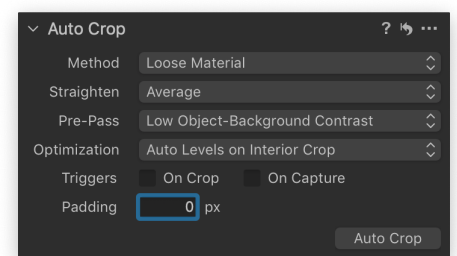 Auto Crop ? ···
Method Loose Material
Straighten Average
Pre-Pass Low Object-Background Contrast
Optimization Auto Levels on Interior Crop
Triggers On Crop On Capture
Padding 0 px
Auto Crop